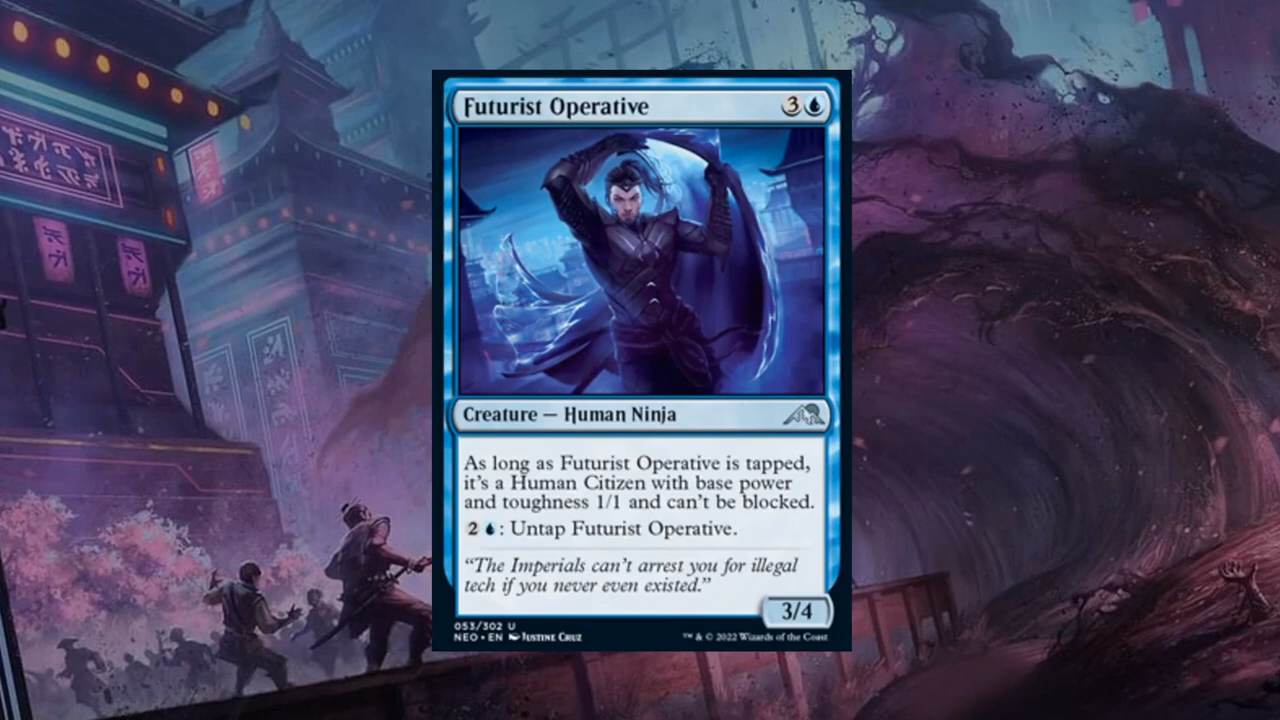 Futurist Operative
3
Creature — Human Ninja
As long as Futurist Operative is tapped,
it's a Human Citizen with base power
and toughness 1/1 and can't be blocked.
2 : Untap Futurist Operative.
"The Imperials can't arrest you for illegal
tech if you never even existed."
3/4
053/302 U
NEO • EN Justine Cruz
™ & © 2022 Wizards of the Coast